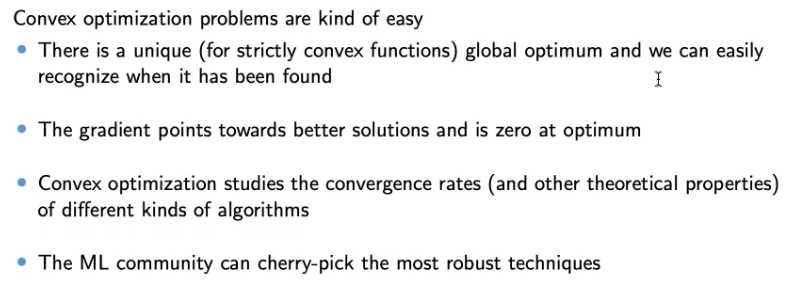 Convex optimization problems are kind of easy
• There is a unique (for strictly convex functions) global optimum and we can easily
recognize when it has been found
• The gradient points towards better solutions and is zero at optimum
• Convex optimization studies the convergence rates (and other theoretical properties)
of different kinds of algorithms
• The ML community can cherry-pick the most robust techniques